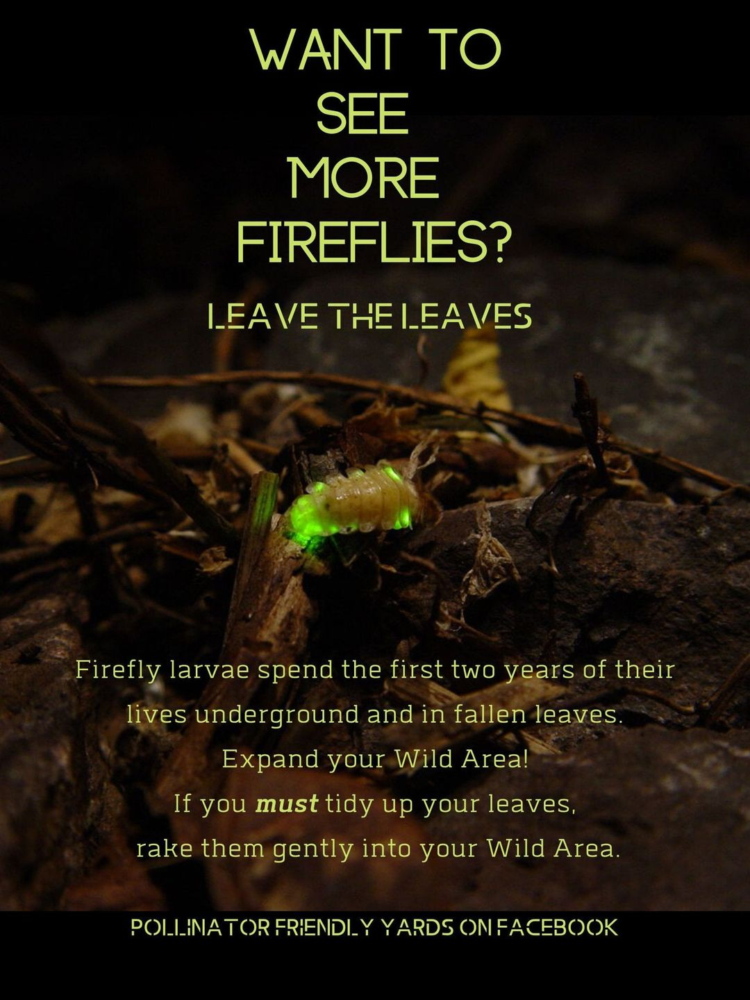 WANT TO
SEE
MORE
FIREFLIES?
LEAVE THE LEAVES
Firefly larvae spend the first two years of their
lives underground and in fallen leaves.
Expand your Wild Area!
If you must tidy up your leaves,
rake them gently into your Wild Area.
POLLINATOR FRIENDLY YARDS ON FACEBOOK